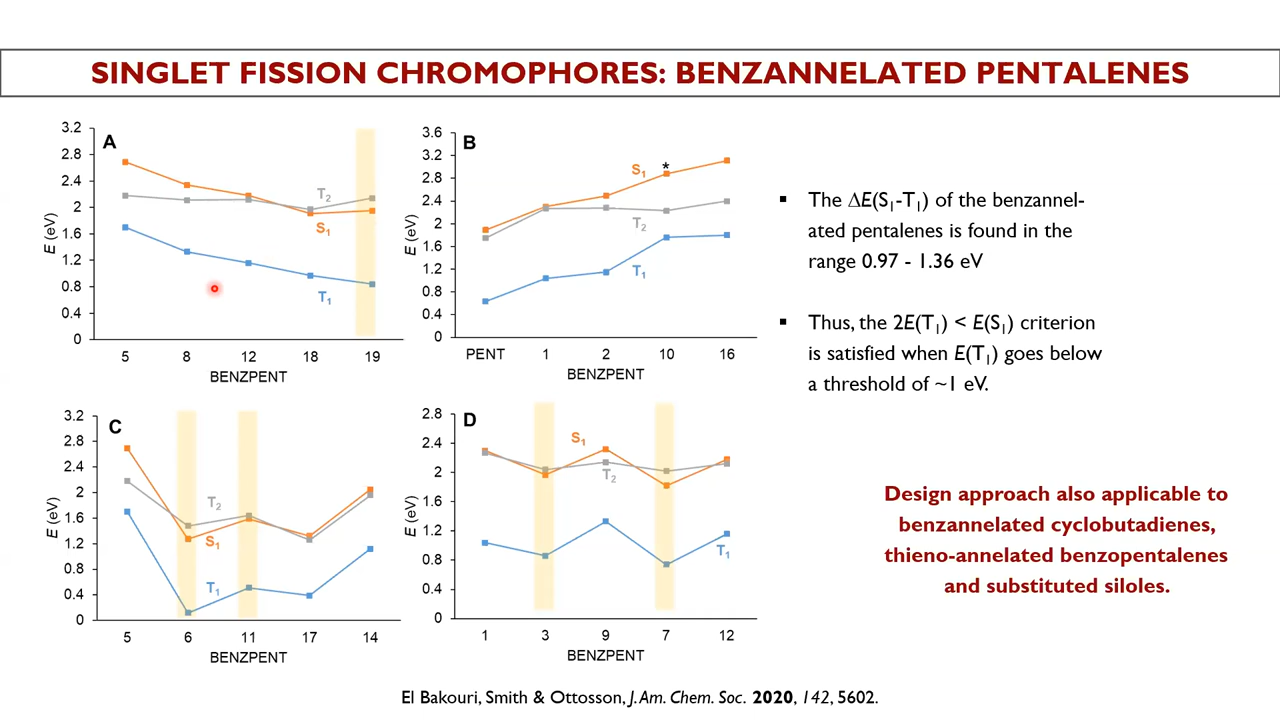 SINGLET FISSION CHROMOPHORES: BENZANNELATED PENTALENES
A
3.2
2.8
2.4
2
1.6
1.2
0.8
0.4
0
E (eV)
T₂
S₁
T₁
5 8 12 18 19
BENZPENT
B
3.6
3.2
2.8
2.4
2
1.6
1.2
0.8
0.4
0
E (eV)
S₁ *
T₂
T₁
PENT 1 2 10 16
BENZPENT
C
3.2
2.8
2.4
2
1.6
1.2
0.8
0.4
0
E (eV)
T₂
S₁
T₁
5 6 11 17 14
BENZPENT
D
2.8
2.4
2
1.6
1.2
0.8
0.4
0
E (eV)
S₁
T₂
T₁
1 3 9 7 12
BENZPENT
▪ The ΔE(S₁-T₁) of the benzannel-
ated pentalenes is found in the
range 0.97 - 1.36 eV
▪ Thus, the 2E(T₁) < E(S₁) criterion
is satisfied when E(T₁) goes below
a threshold of ~1 eV.
Design approach also applicable to
benzannelated cyclobutadienes,
thieno-annelated benzopentalenes
and substituted siloles.
El Bakouri, Smith & Ottosson, J. Am. Chem. Soc. 2020, 142, 5602.